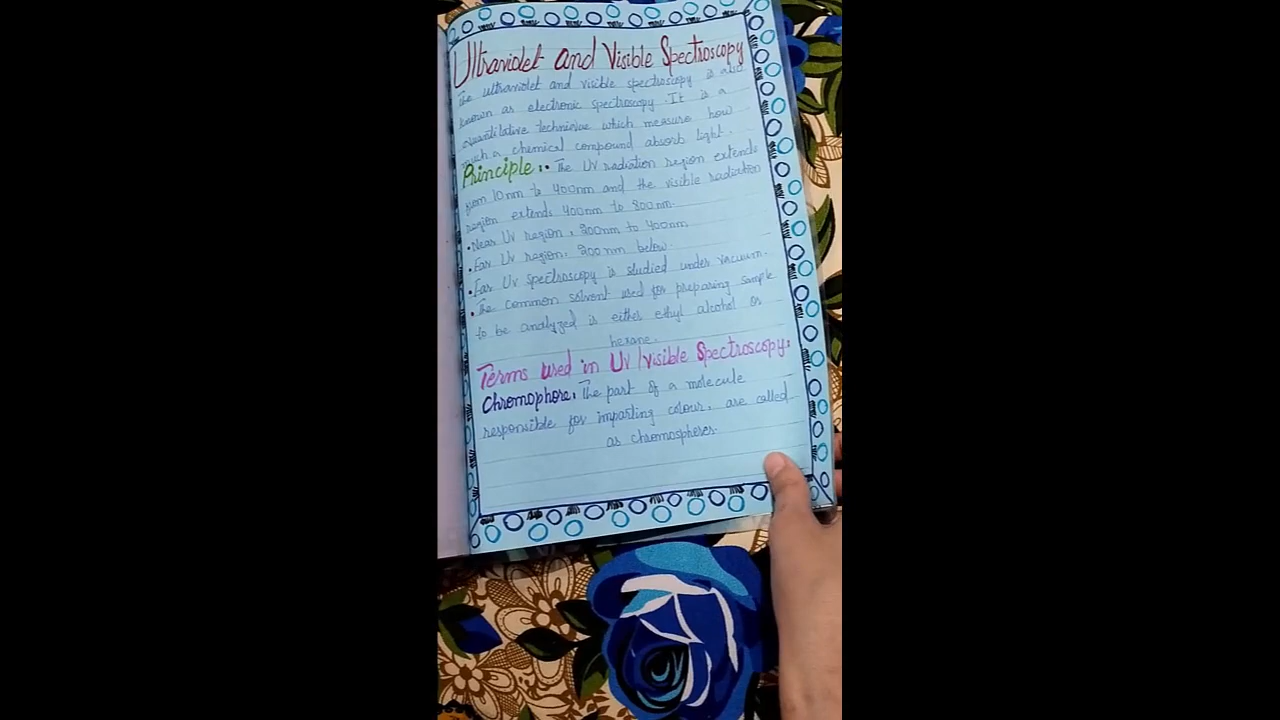 Ultraviolet and Visible Spectroscopy
The ultraviolet and visible spectroscopy is also
known as electronic spectroscopy. It is a
quantitative technique which measure how
much a chemical compound absorb light.
Principle:- The UV radiation region extends
from 10nm to 400nm and the visible radiation
region extends 400nm to 800nm.
• Near UV region: 200nm to 400nm
• Far UV region: 200nm below.
• Far UV spectroscopy is studied under vacuum.
• The common solvent used for preparing sample
to be analyzed is either ethyl alcohol or
hexane.
Terms used in UV/visible Spectroscopy:
Chromophore: The part of a molecule
responsible for imparting colour, are called
as chromospheres.